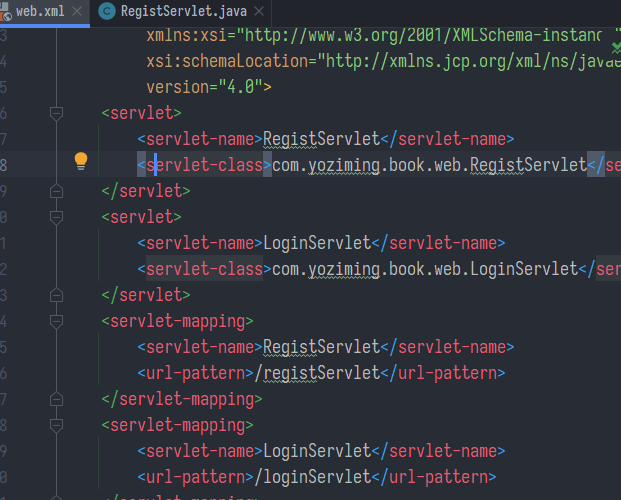 web.xml RegistServlet.java
3 xmlns:xsi="http://www.w3.org/2001/XMLSchema-instance"
4 xsi:schemaLocation="http://xmlns.jcp.org/xml/ns/javae
5 version="4.0">
6 <servlet>
7 <servlet-name>RegistServlet</servlet-name>
8 <servlet-class>com.yoziming.book.web.RegistServlet</se
9 </servlet>
0 <servlet>
1 <servlet-name>LoginServlet</servlet-name>
2 <servlet-class>com.yoziming.book.web.LoginServlet</ser
3 </servlet>
4 <servlet-mapping>
5 <servlet-name>RegistServlet</servlet-name>
6 <url-pattern>/registServlet</url-pattern>
7 </servlet-mapping>
8 <servlet-mapping>
9 <servlet-name>LoginServlet</servlet-name>
0 <url-pattern>/loginServlet</url-pattern>
</servlet-mapping>